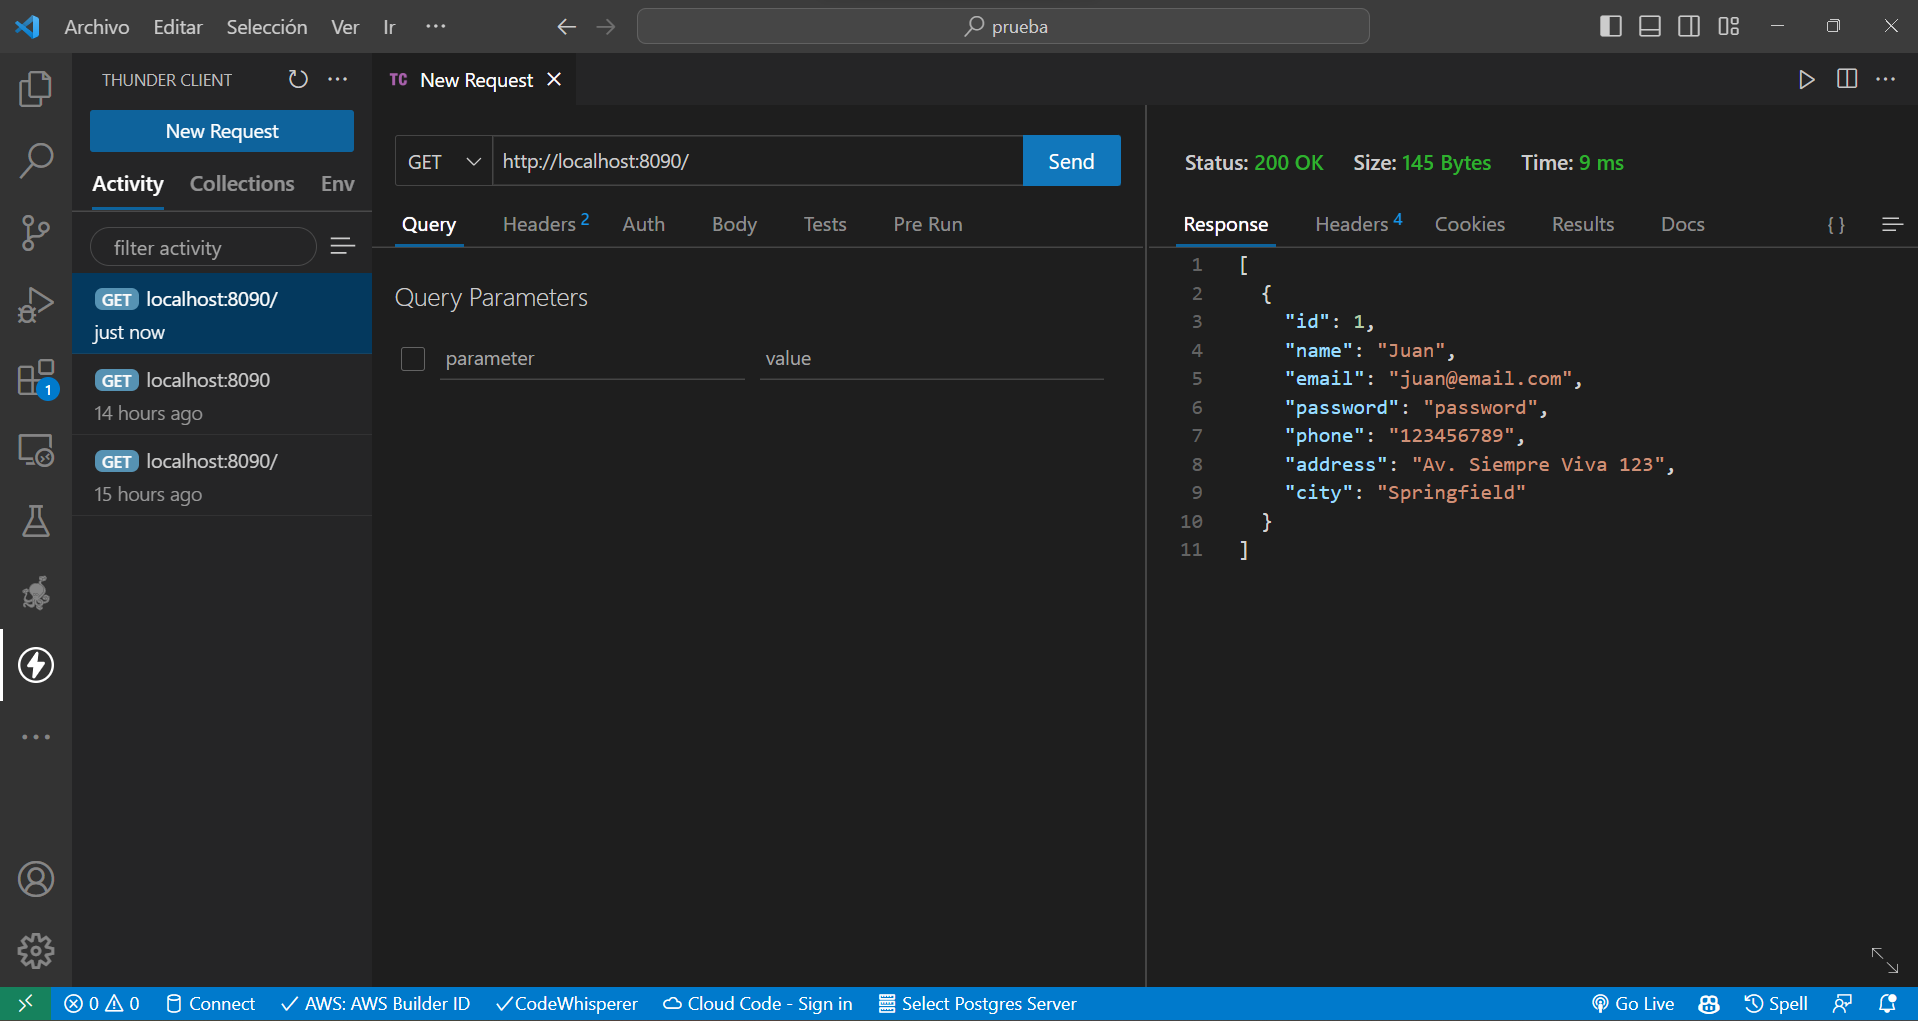 Archivo Editar Selección Ver Ir ··· prueba
THUNDER CLIENT ···
New Request
Activity Collections Env
filter activity
GET localhost:8090/
just now
GET localhost:8090
14 hours ago
GET localhost:8090/
15 hours ago
1
TC New Request
GET http://localhost:8090/ Send
Query Headers 2 Auth Body Tests Pre Run
Query Parameters
parameter value
Status: 200 OK Size: 145 Bytes Time: 9 ms
Response Headers 4 Cookies Results Docs { }
1 [
2 {
3 "id": 1,
4 "name": "Juan",
5 "email": "juan@email.com",
6 "password": "password",
7 "phone": "123456789",
8 "address": "Av. Siempre Viva 123",
9 "city": "Springfield"
10 }
11 ]
0 0 Connect AWS: AWS Builder ID CodeWhisperer Cloud Code - Sign in Select Postgres Server Go Live Spell